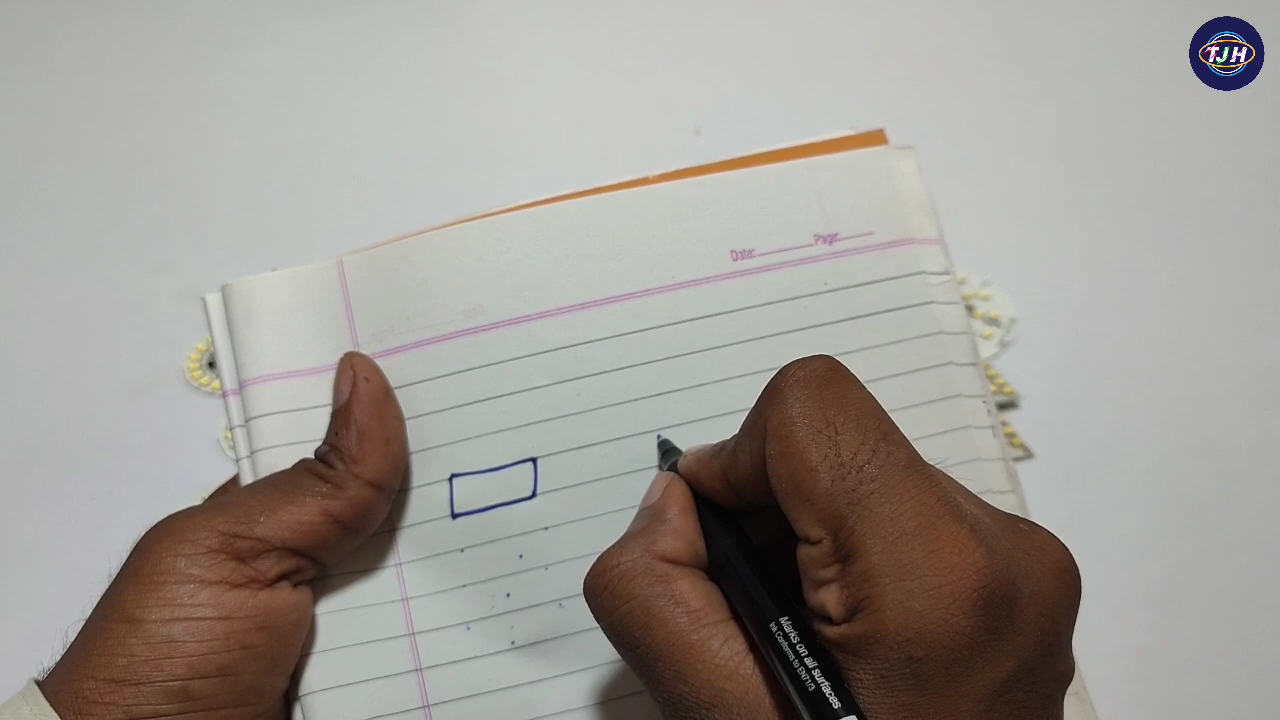 TJH
Date: Page:
Marks on all surfaces
Ink Conforms to EN71/3